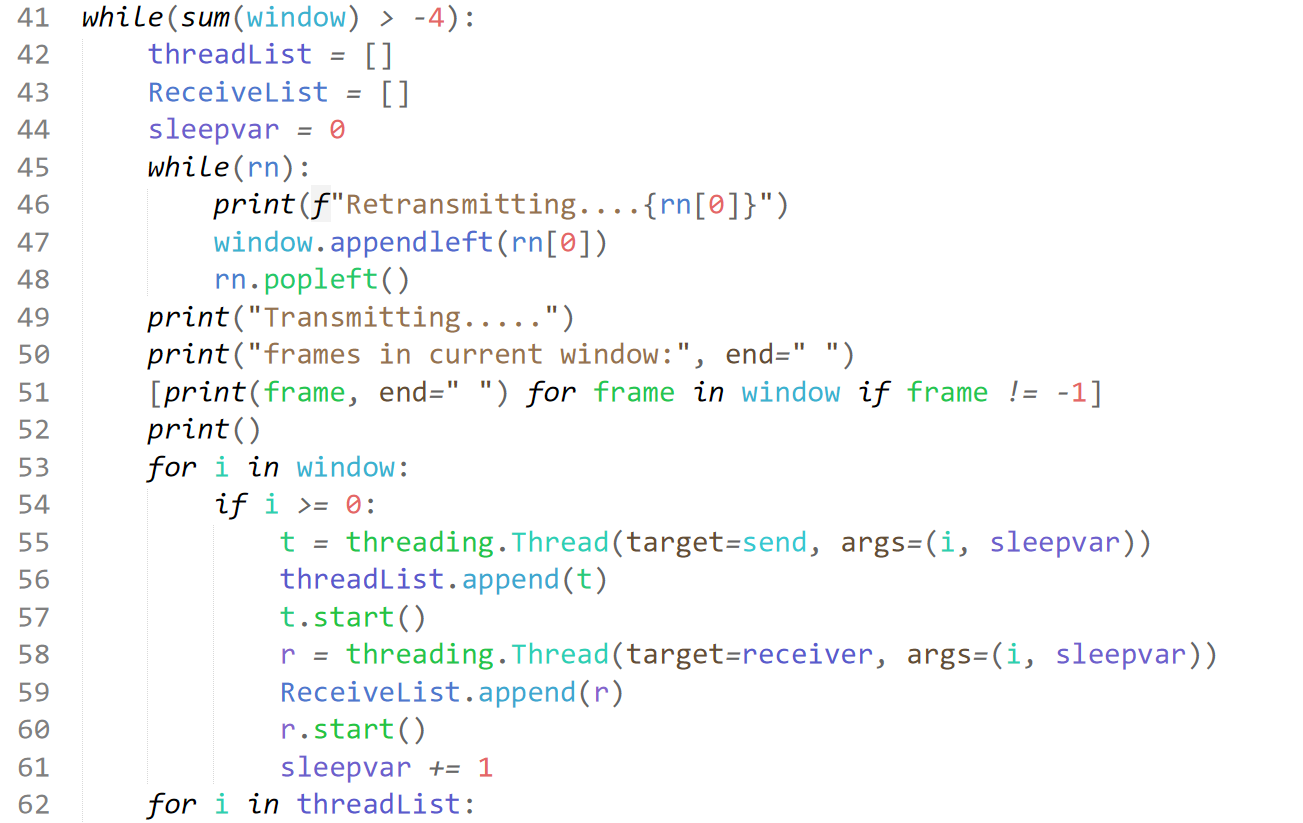 41 while(sum(window) > -4):
42     threadList = []
43     ReceiveList = []
44     sleepvar = 0
45     while(rn):
46         print(f"Retransmitting....{rn[0]}")
47         window.appendleft(rn[0])
48         rn.popleft()
49     print("Transmitting.....")
50     print("frames in current window:", end=" ")
51     [print(frame, end=" ") for frame in window if frame != -1]
52     print()
53     for i in window:
54         if i >= 0:
55             t = threading.Thread(target=send, args=(i, sleepvar))
56             threadList.append(t)
57             t.start()
58             r = threading.Thread(target=receiver, args=(i, sleepvar))
59             ReceiveList.append(r)
60             r.start()
61             sleepvar += 1
62     for i in threadList: